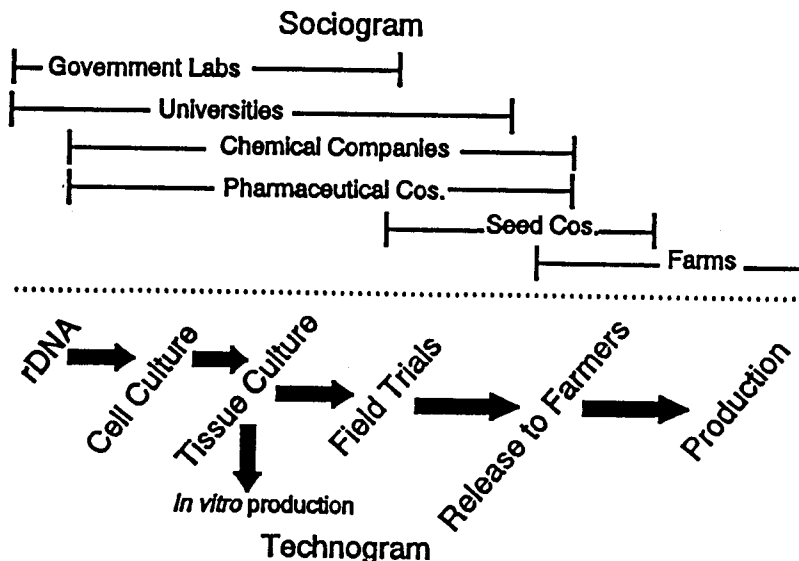 Sociogram
Government Labs
Universities
Chemical Companies
Pharmaceutical Cos.
Seed Cos.
Farms
rDNA
Cell Culture
Tissue Culture
Field Trials
Release to Farmers
Production
In vitro production
Technogram